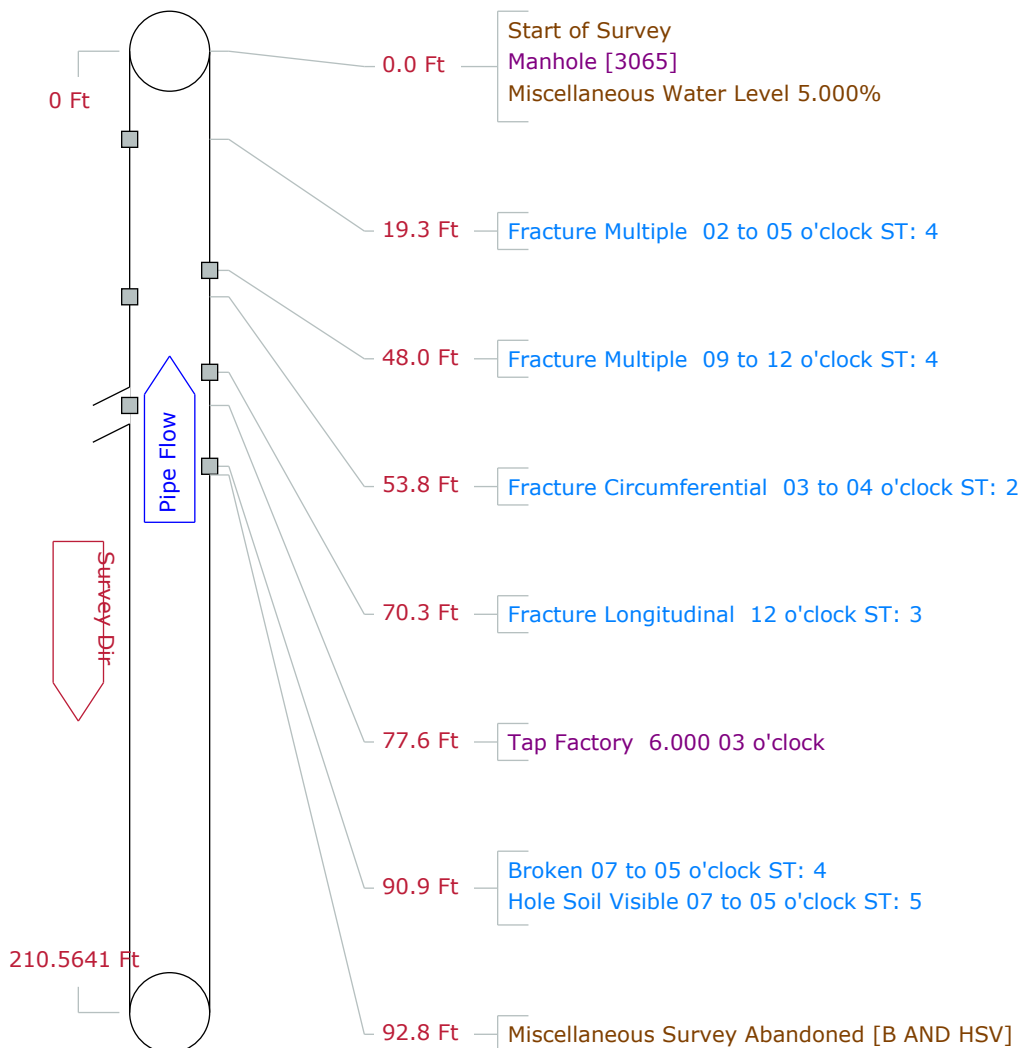 Start of Survey
0.0 Ft
Manhole [3065]
Miscellaneous Water Level 5.000%
0 Ft
19.3 Ft
Fracture Multiple  02 to 05 o'clock ST: 4
48.0 Ft
Fracture Multiple  09 to 12 o'clock ST: 4
Pipe Flow
53.8 Ft
Fracture Circumferential  03 to 04 o'clock ST: 2
Survey Dir
70.3 Ft
Fracture Longitudinal  12 o'clock ST: 3
77.6 Ft
Tap Factory  6.000 03 o'clock
90.9 Ft
Broken 07 to 05 o'clock ST: 4
Hole Soil Visible 07 to 05 o'clock ST: 5
210.5641 Ft
92.8 Ft
Miscellaneous Survey Abandoned [B AND HSV]